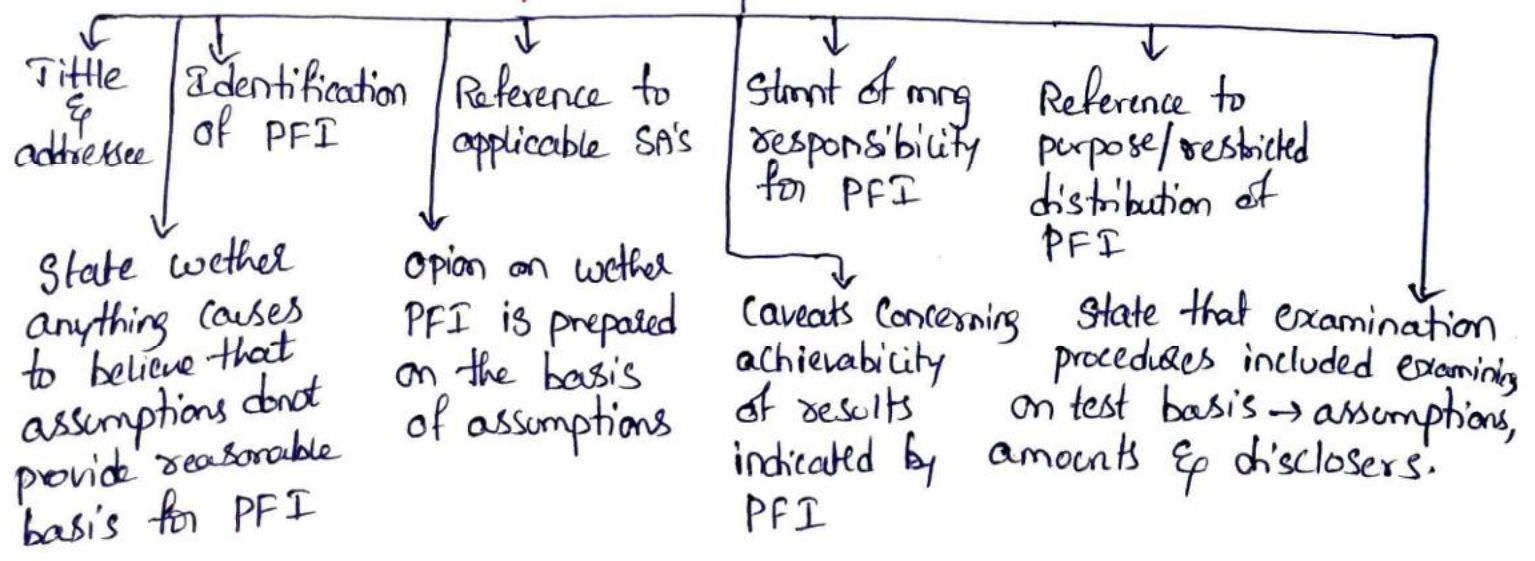 Tittle
&
addressee
Identification
of PFI
Reference to
applicable SA's
Stmnt of mng
responsibility
for PFI
Reference to
purpose/restricted
distribution of
PFI
State wether
anything causes
to believe that
assumptions donot
provide reasonable
basis for PFI
Opion on wether
PFI is prepared
on the basis
of assumptions
Caveats Concerning
achievability
of results
indicated by
PFI
State that examination
procedures included examining
on test basis → assumptions,
amounts & disclosers.